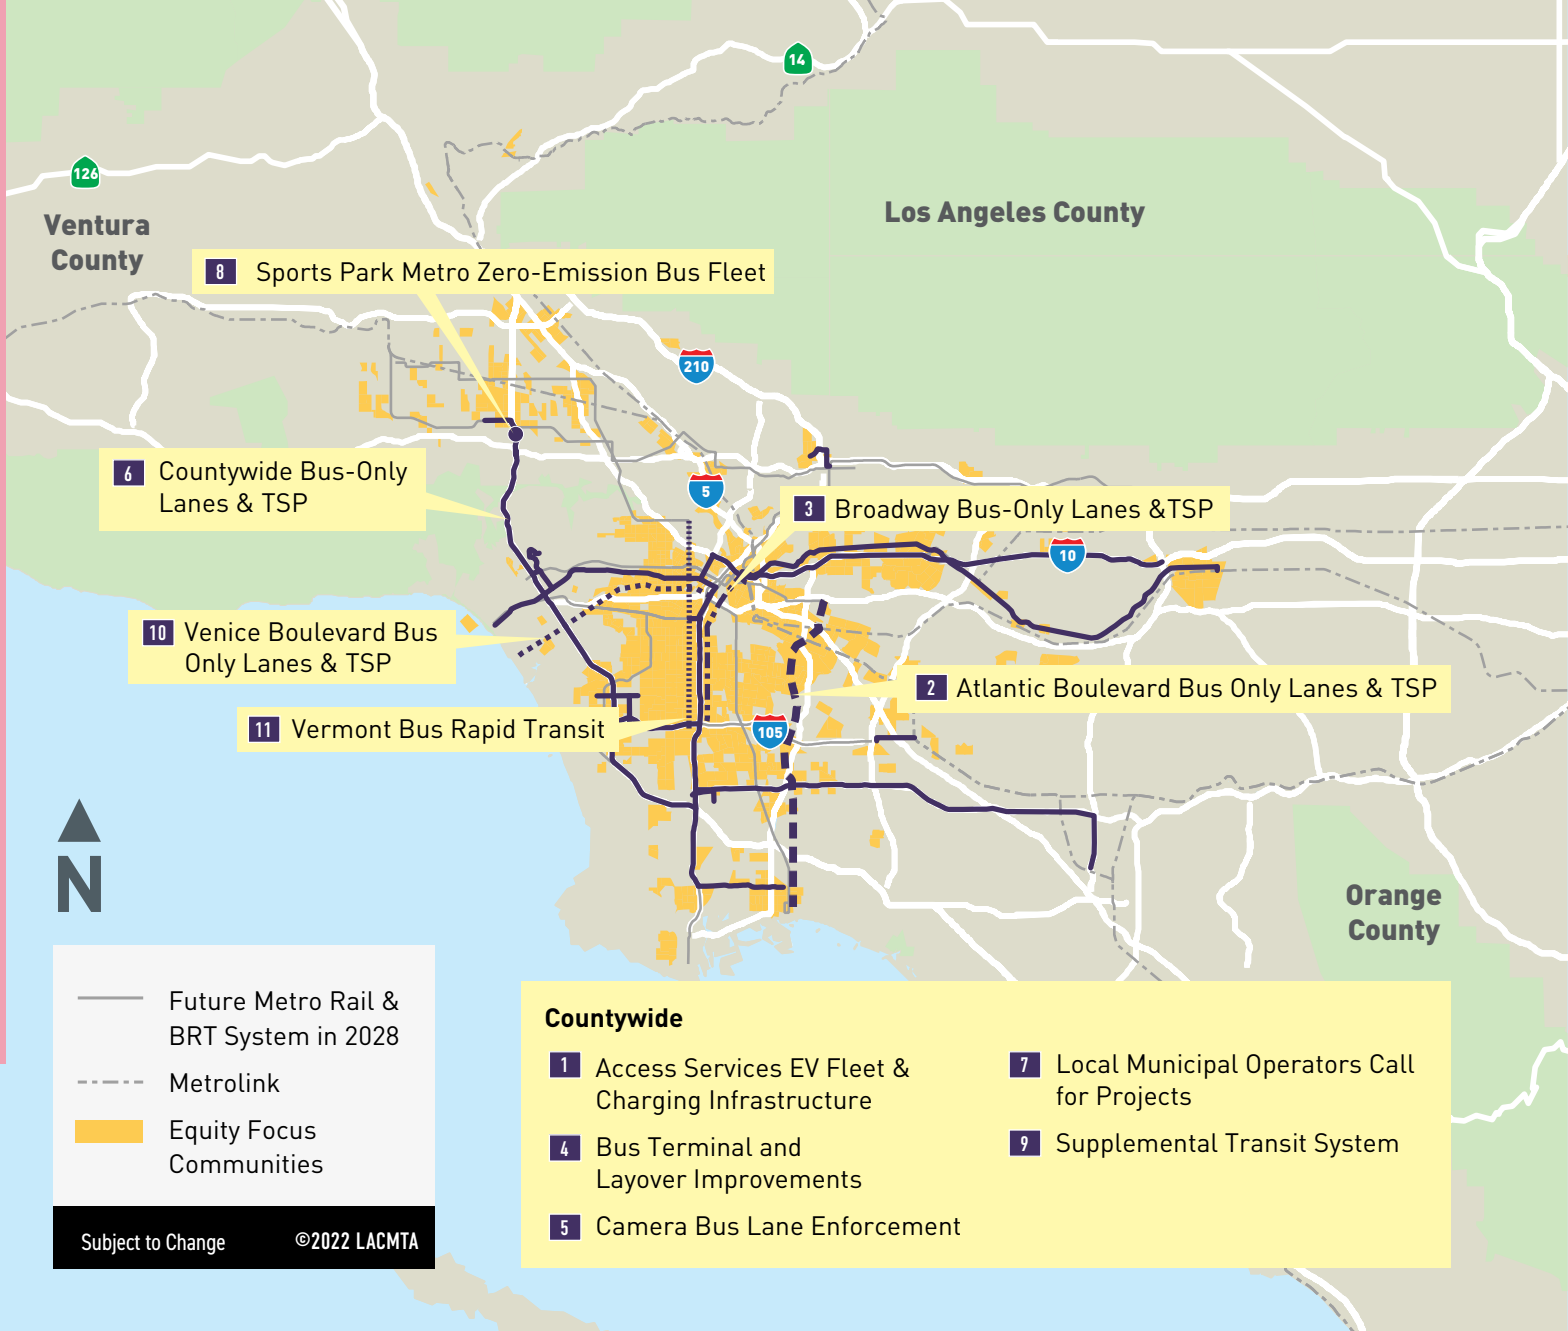 14
126
Ventura
County
Los Angeles County
8 Sports Park Metro Zero-Emission Bus Fleet
210
6 Countywide Bus-Only
Lanes & TSP
5
3 Broadway Bus-Only Lanes &TSP
10
10 Venice Boulevard Bus
Only Lanes & TSP
2 Atlantic Boulevard Bus Only Lanes & TSP
11 Vermont Bus Rapid Transit
105
N
Orange
County
Future Metro Rail &
BRT System in 2028
Metrolink
Equity Focus
Communities
Subject to Change ©2022 LACMTA
Countywide
1 Access Services EV Fleet &
Charging Infrastructure
4 Bus Terminal and
Layover Improvements
5 Camera Bus Lane Enforcement
7 Local Municipal Operators Call
for Projects
9 Supplemental Transit System